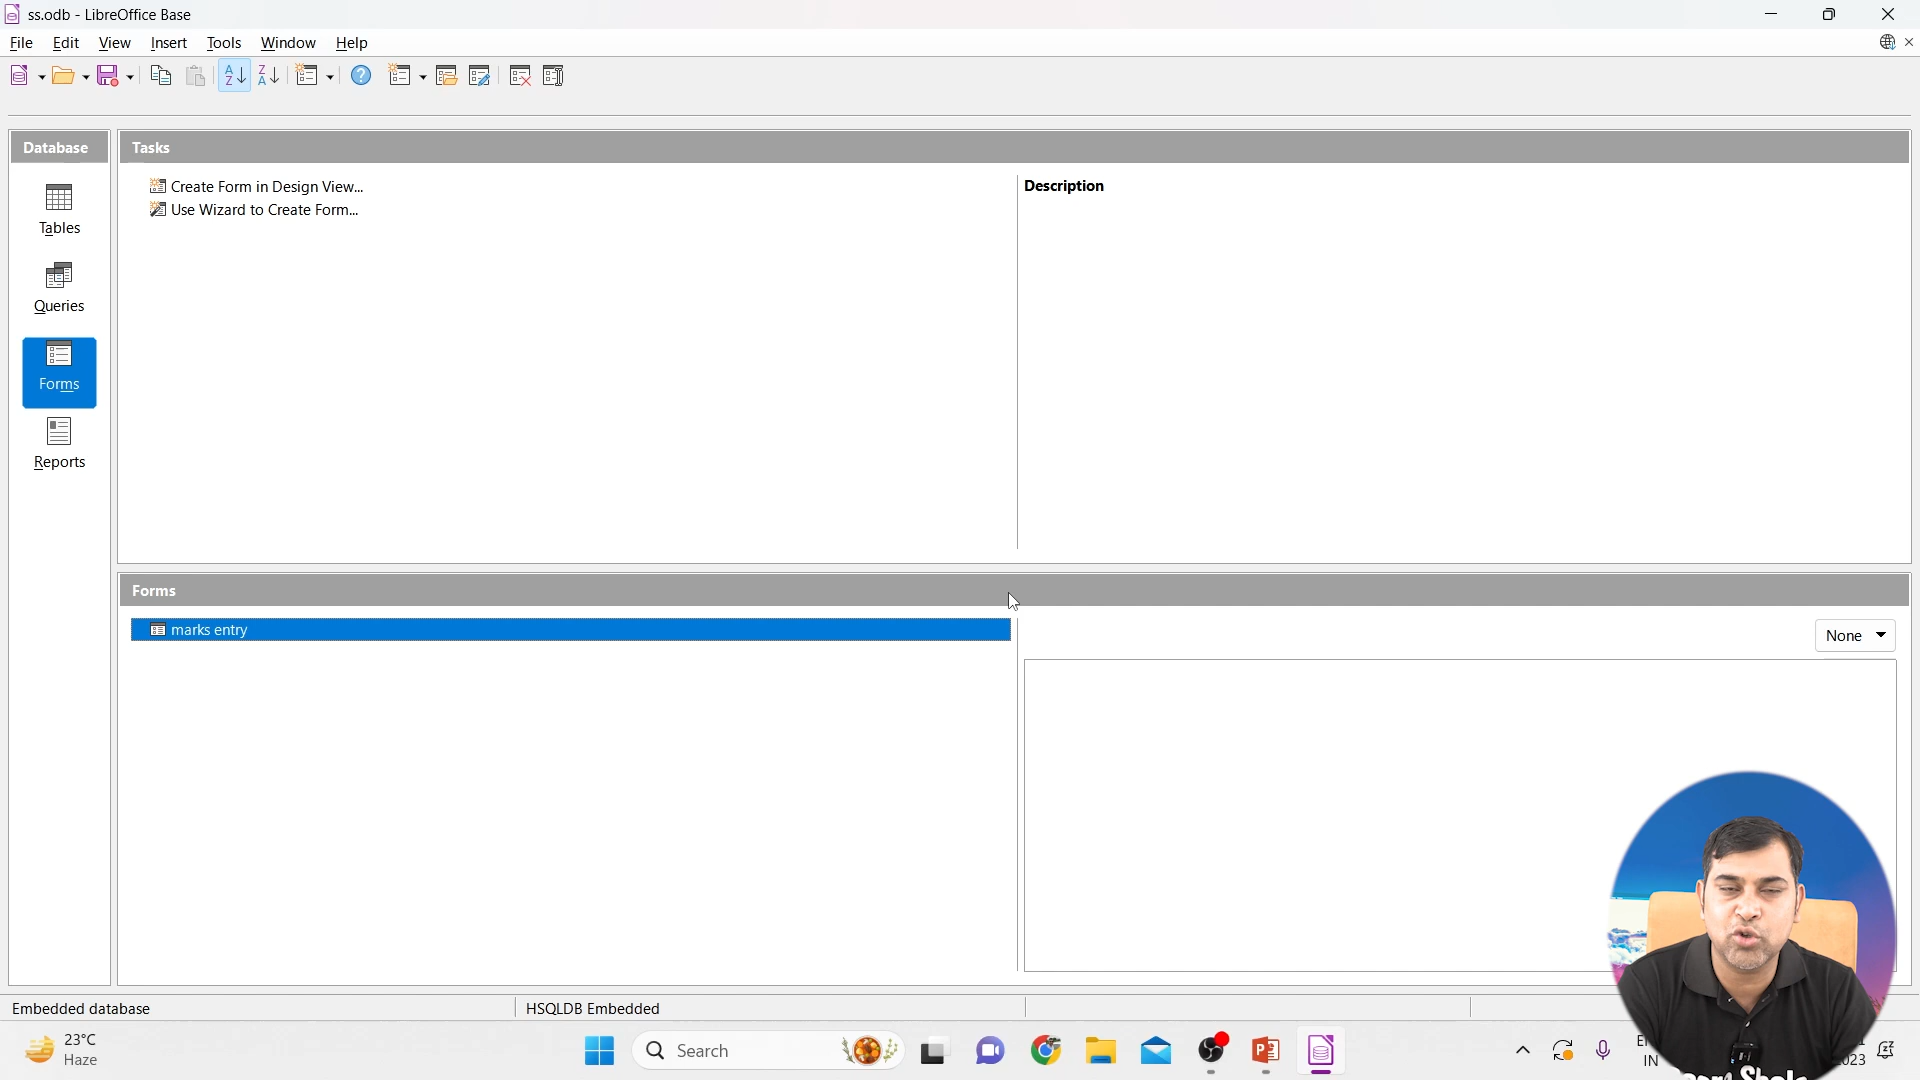 ss.odb - LibreOffice Base
File Edit View Insert Tools Window Help
Database
Tasks
Tables
Queries
Forms
Reports
Create Form in Design View...
Use Wizard to Create Form...
Description
Forms
marks entry
None
Embedded database
HSQLDB Embedded
23°C
Haze
Search
IN